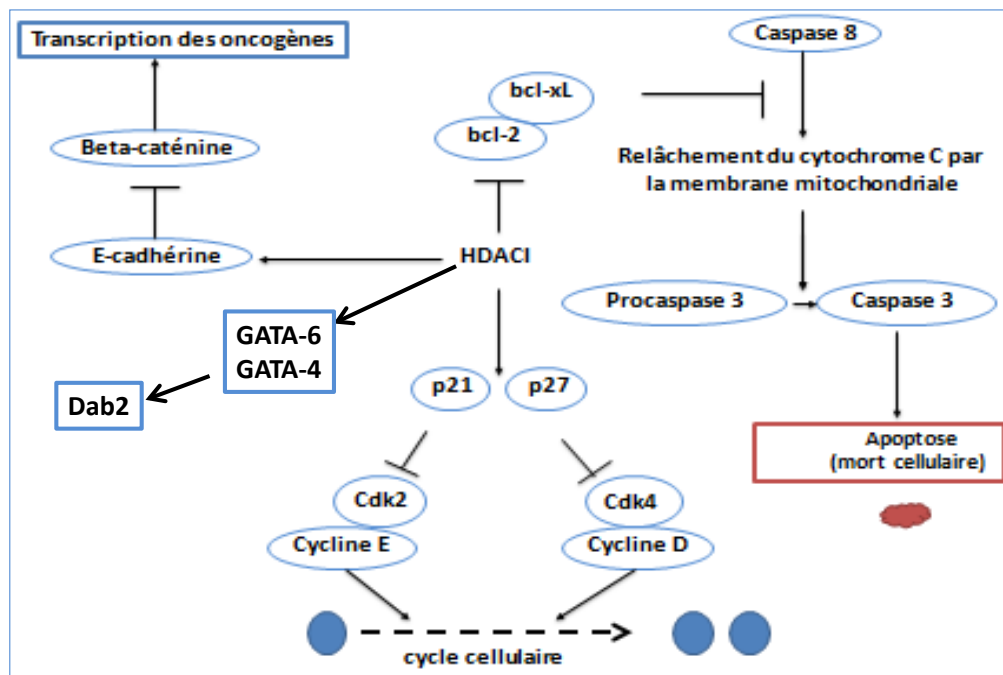 Transcription des oncogènes
Caspase 8
bcl-xL
bcl-2
Beta-caténine
Relâchement du cytochrome C par
la membrane mitochondriale
E-cadhérine
HDACI
Procaspase 3
Caspase 3
GATA-6
GATA-4
Dab2
p21
p27
Apoptose
(mort cellulaire)
Cdk2
Cdk4
Cycline E
Cycline D
cycle cellulaire